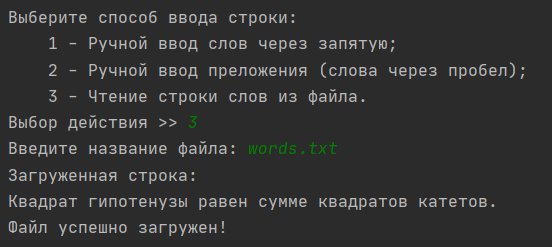 Выберите способ ввода строки:
1 - Ручной ввод слов через запятую;
2 - Ручной ввод преложения (слова через пробел);
3 - Чтение строки слов из файла.
Выбор действия >> 3
Введите название файла: words.txt
Загруженная строка:
Квадрат гипотенузы равен сумме квадратов катетов.
Файл успешно загружен!